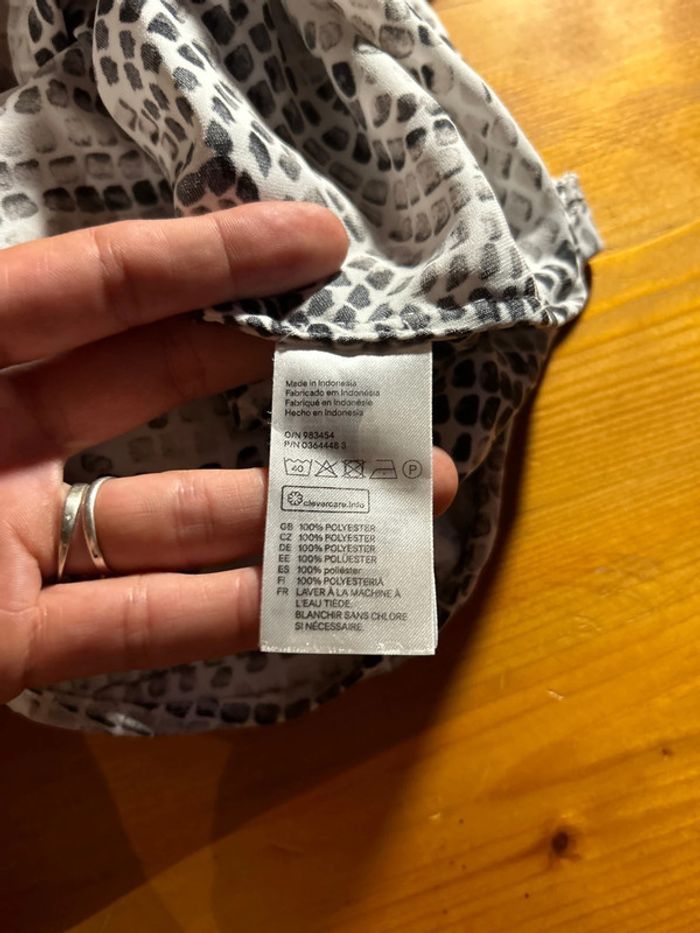 Made in Indonesia
Fabricado em Indonésia
Fabriqué en Indonésie
Hecho en Indonesia
O/N 983454
P/N 0364448 3
40 P
clevercare.info
GB 100% POLYESTER
CZ 100% POLYESTER
DE 100% POLYESTER
EE 100% POLÜESTER
ES 100% poliéster
FI 100% POLYESTERIÄ
FR LAVER À LA MACHINE À
L'EAU TIÈDE.
BLANCHIR SANS CHLORE
SI NÉCESSAIRE.